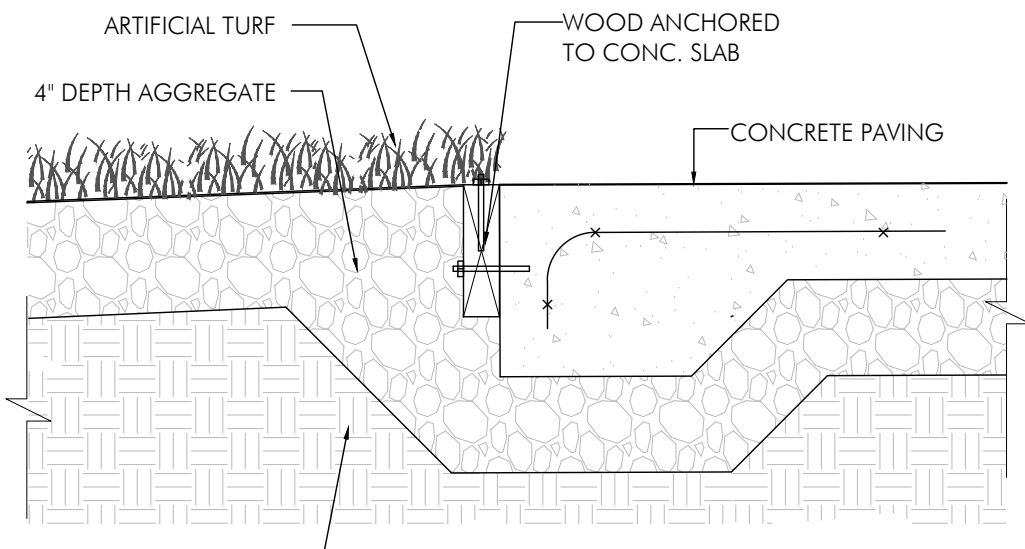 ARTIFICIAL TURF
WOOD ANCHORED
TO CONC. SLAB
4" DEPTH AGGREGATE
CONCRETE PAVING